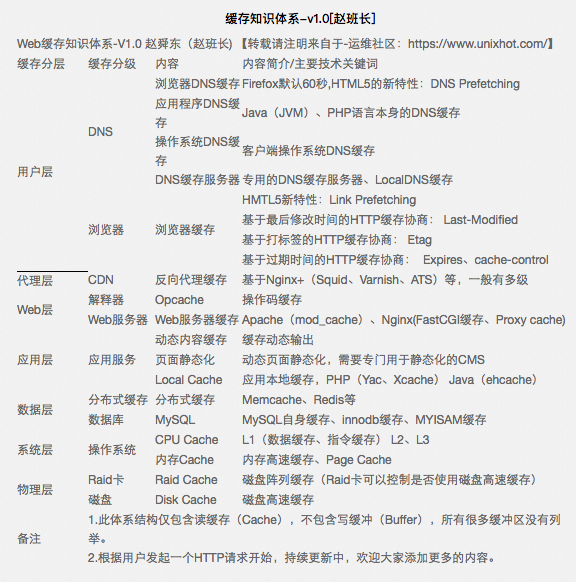 缓存知识体系–v1.0[赵班长]
Web缓存知识体系-V1.0 赵舜东（赵班长）【转载请注明来自于-运维社区：https://www.unixhot.com/】
缓存分层 缓存分级 内容 内容简介/主要技术关键词
用户层 DNS 浏览器DNS缓存 Firefox默认60秒,HTML5的新特性：DNS Prefetching
应用程序DNS缓
存 Java（JVM）、PHP语言本身的DNS缓存
操作系统DNS缓
存 客户端操作系统DNS缓存
DNS缓存服务器 专用的DNS缓存服务器、LocalDNS缓存
浏览器 浏览器缓存 HMTL5新特性：Link Prefetching
基于最后修改时间的HTTP缓存协商： Last-Modified
基于打标签的HTTP缓存协商： Etag
基于过期时间的HTTP缓存协商： Expires、cache-control
代理层 CDN 反向代理缓存 基于Nginx+（Squid、Varnish、ATS）等，一般有多级
Web层 解释器 Opcache 操作码缓存
Web服务器 Web服务器缓存 Apache（mod_cache）、Nginx(FastCGI缓存、Proxy cache)
应用层 应用服务 动态内容缓存 缓存动态输出
页面静态化 动态页面静态化，需要专门用于静态化的CMS
Local Cache 应用本地缓存，PHP（Yac、Xcache） Java（ehcache）
数据层 分布式缓存 分布式缓存 Memcache、Redis等
数据库 MySQL MySQL自身缓存、innodb缓存、MYISAM缓存
系统层 操作系统 CPU Cache L1（数据缓存、指令缓存） L2、L3
内存Cache 内存高速缓存、Page Cache
物理层 Raid卡 Raid Cache 磁盘阵列缓存（Raid卡可以控制是否使用磁盘高速缓存）
磁盘 Disk Cache 磁盘高速缓存
备注 1.此体系结构仅包含读缓存（Cache），不包含写缓冲（Buffer），所有很多缓冲区没有列
举。
2.根据用户发起一个HTTP请求开始，持续更新中，欢迎大家添加更多的内容。